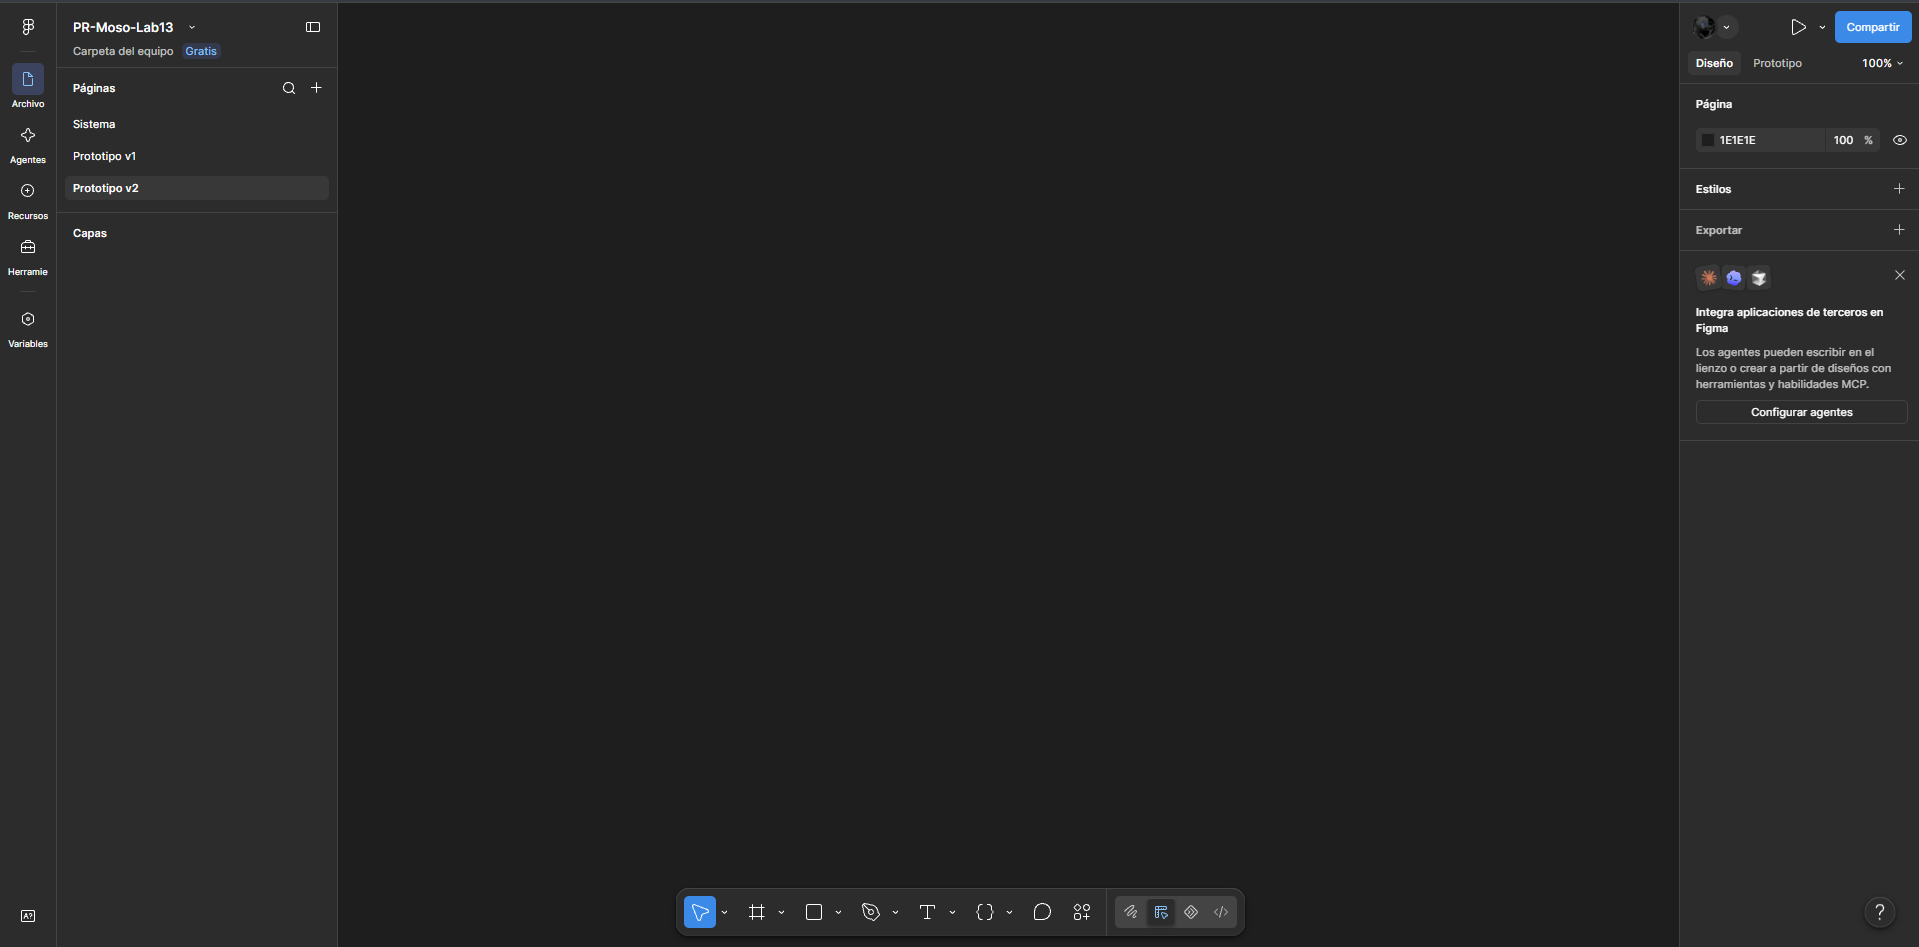 PR-Moso-Lab13
Carpeta del equipo Gratis
Archivo
Agentes
Recursos
Herramie
Variables
Páginas
Sistema
Prototipo v1
Prototipo v2
Capas
Compartir
Diseño Prototipo 100%
Página
1E1E1E 100 %
Estilos
Exportar
Integra aplicaciones de terceros en
Figma
Los agentes pueden escribir en el
lienzo o crear a partir de diseños con
herramientas y habilidades MCP.
Configurar agentes
A?
?